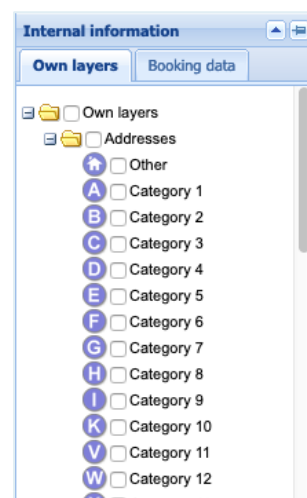 Internal information
Own layers Booking data
Own layers
Addresses
Other
A Category 1
B Category 2
C Category 3
D Category 4
E Category 5
F Category 6
G Category 7
H Category 8
I Category 9
K Category 10
V Category 11
W Category 12